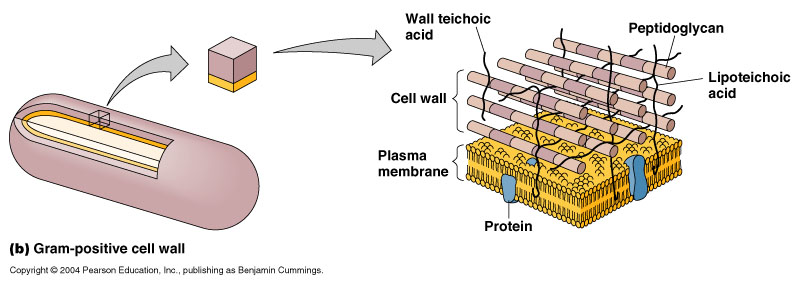 Wall teichoic
acid
Peptidoglycan
Lipoteichoic
acid
Cell wall
Plasma
membrane
Protein
(b) Gram-positive cell wall
Copyright © 2004 Pearson Education, Inc., publishing as Benjamin Cummings.